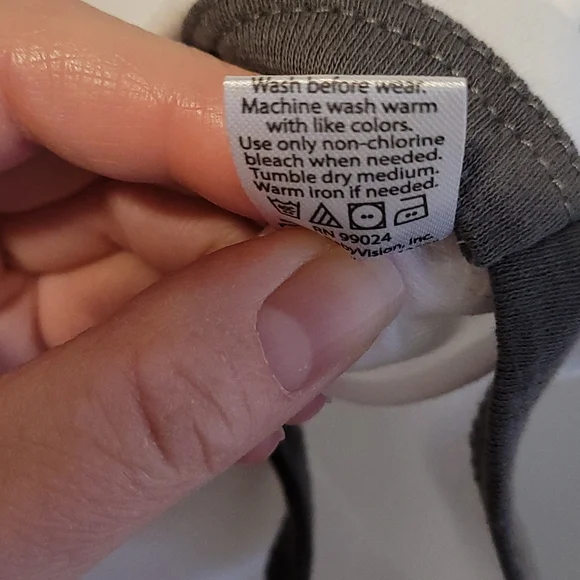 Wash before wear.
Machine wash warm
with like colors.
Use only non-chlorine
bleach when needed.
Tumble dry medium.
Warm iron if needed.
RN 99024
Inc.